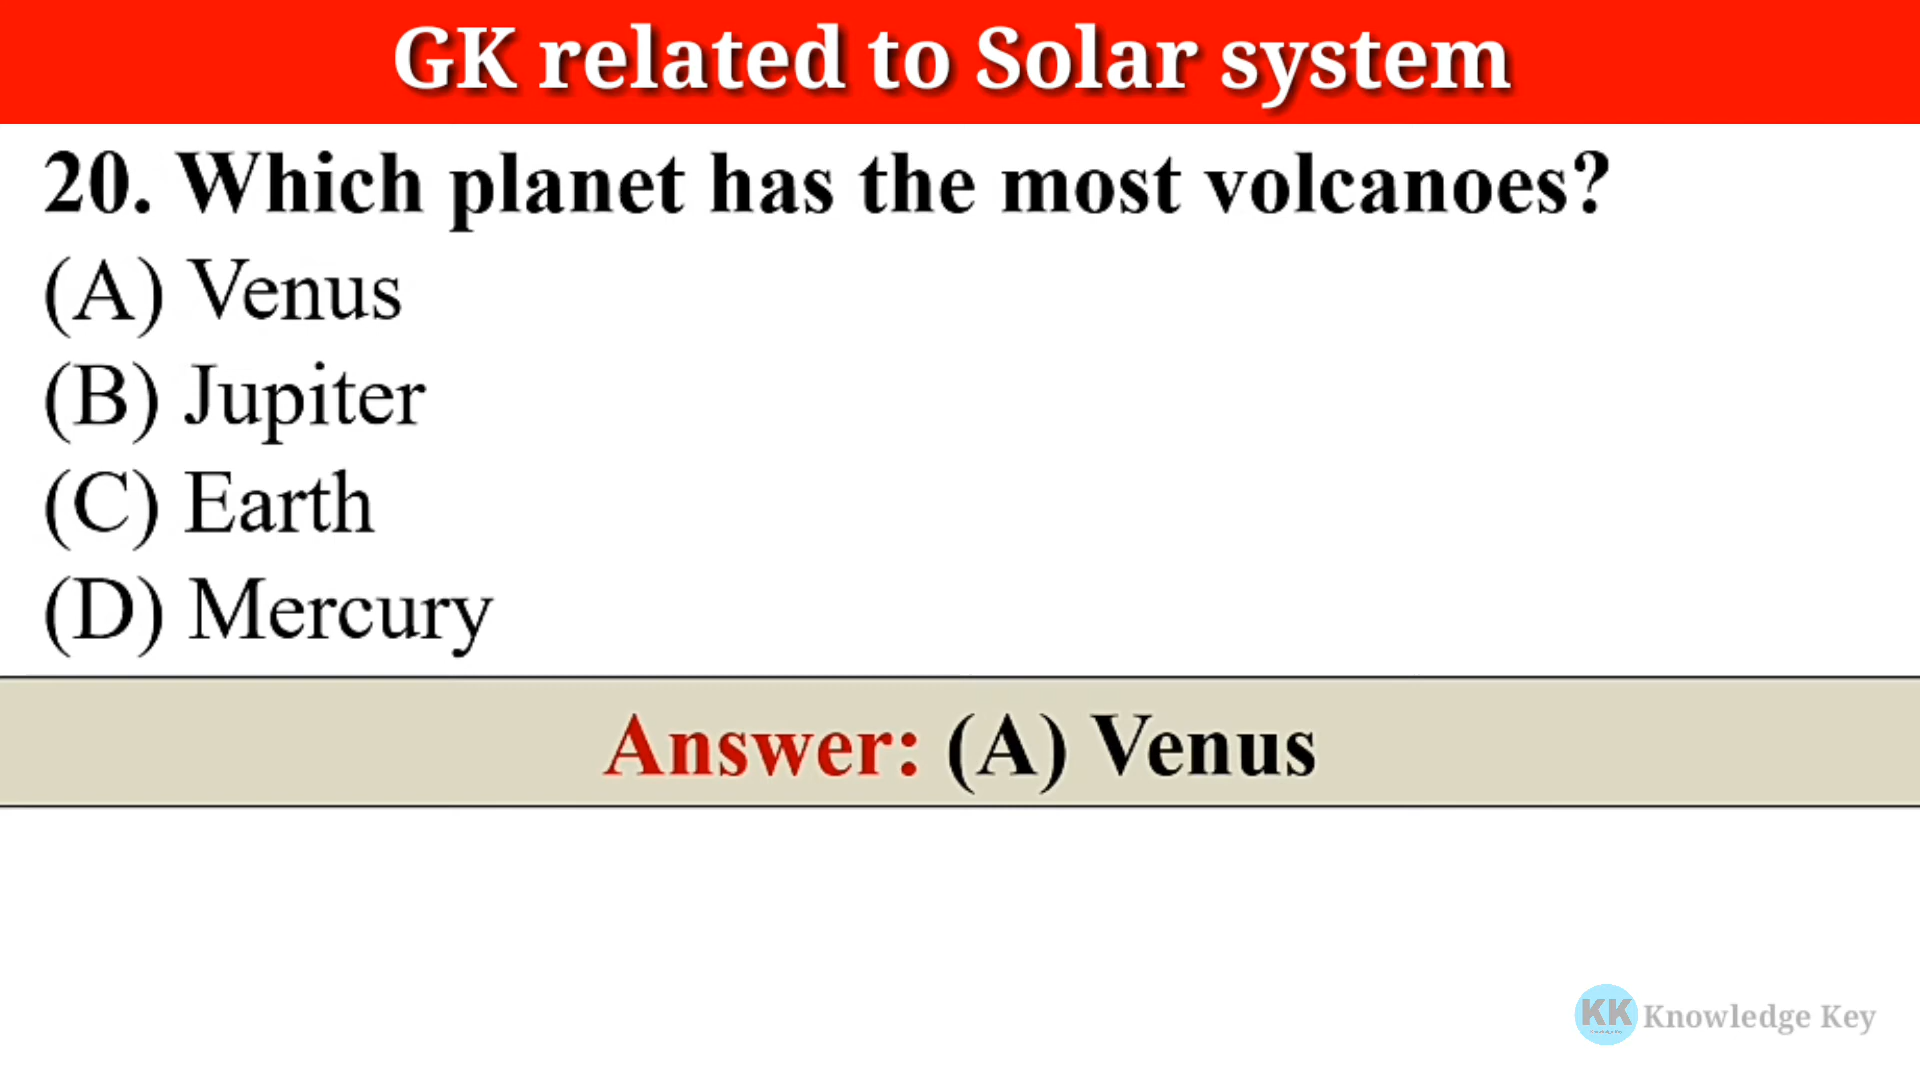 GK related to Solar system
20. Which planet has the most volcanoes?
(A) Venus
(B) Jupiter
(C) Earth
(D) Mercury
Answer: (A) Venus
KK Knowledge Key